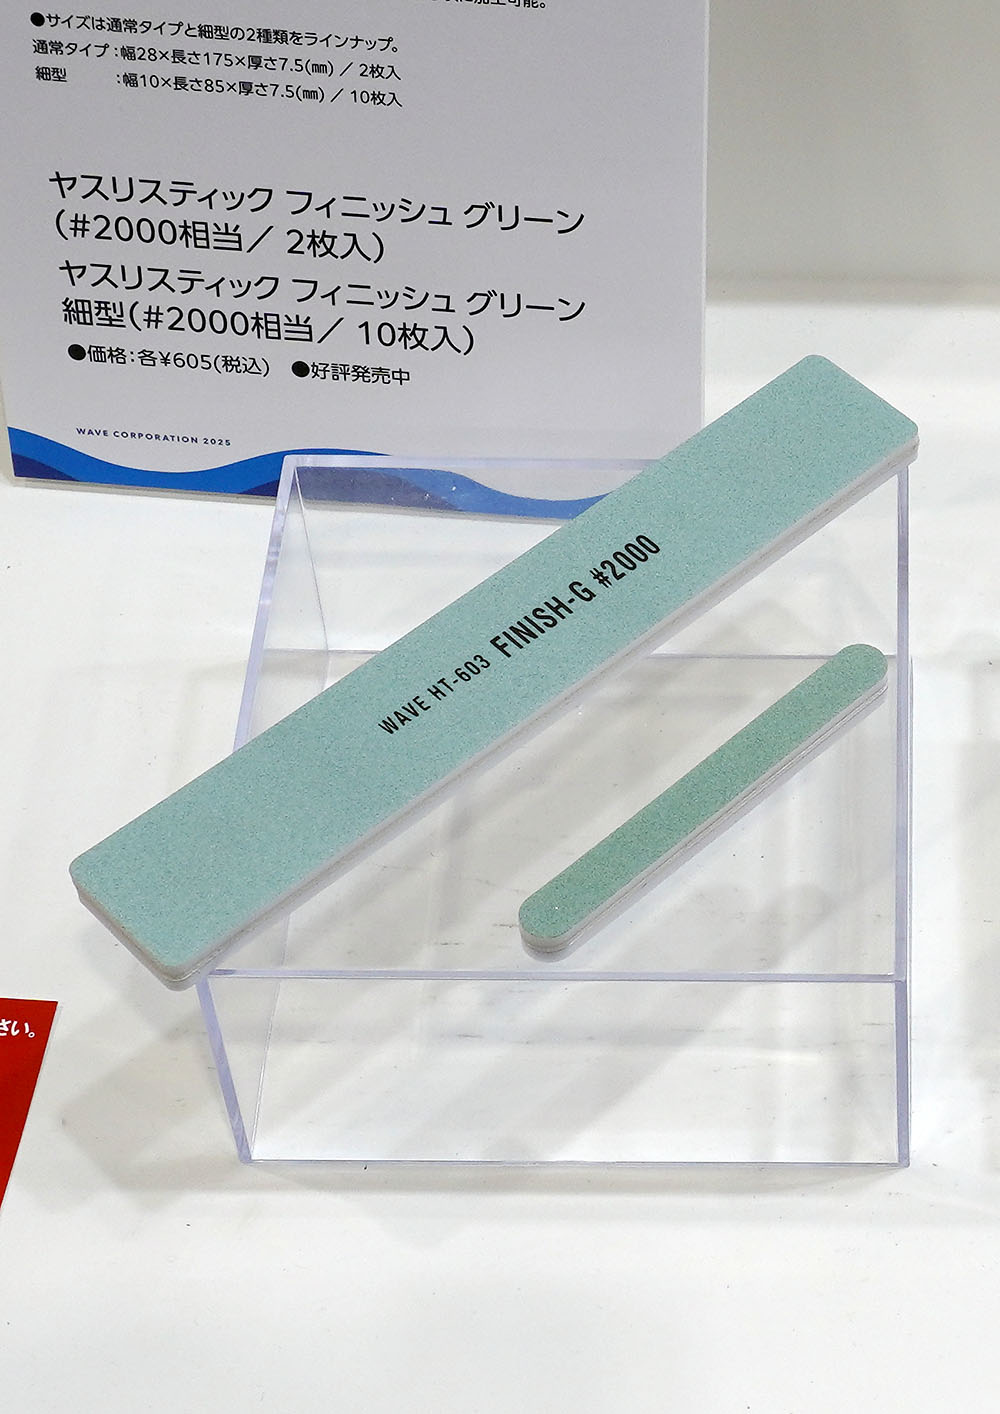 加工可能。
●サイズは通常タイプと細型の2種類をラインナップ。
通常タイプ:幅28×長さ175×厚さ7.5(㎜) / 2枚入
細型 :幅10×長さ85×厚さ7.5(㎜) / 10枚入
ヤスリスティック フィニッシュ グリーン
(#2000相当/ 2枚入)
ヤスリスティック フィニッシュ グリーン
細型(#2000相当/ 10枚入)
●価格:各¥605(税込) ●好評発売中
WAVE CORPORATION 2025
WAVE HT-603 FINISH-G #2000
さい。